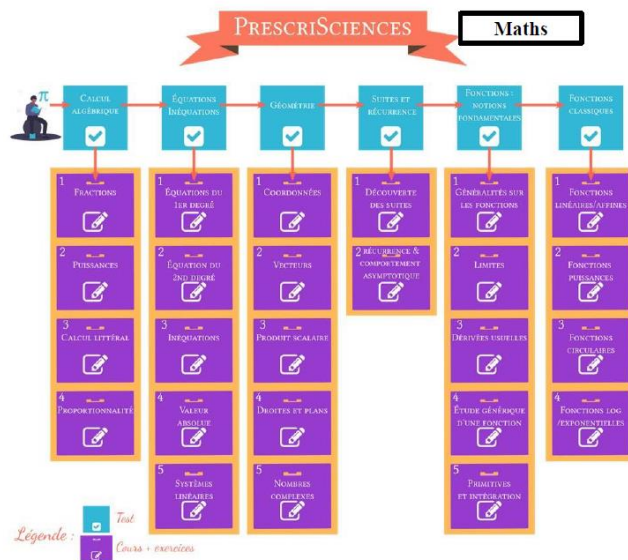 PRESCRISCIENCES
Maths
π
CALCUL
ALGÉBRIQUE
ÉQUATIONS
INÉQUATIONS
GÉOMÉTRIE
SUITES ET
RÉCURRENCE
FONCTIONS :
NOTIONS
FONDAMENTALES
FONCTIONS
CLASSIQUES
1
FRACTIONS
2
PUISSANCES
3
CALCUL LITTÉRAL
4
PROPORTIONNALITÉ
1
ÉQUATIONS DU
1ER DEGRÉ
2
ÉQUATION DU
2ND DEGRÉ
3
INÉQUATIONS
4
VALEUR
ABSOLUE
5
SYSTÈMES
LINÉAIRES
1
COORDONNÉES
2
VECTEURS
3
PRODUIT SCALAIRE
4
DROITES ET PLANS
5
NOMBRES
COMPLEXES
1
DÉCOUVERTE
DES SUITES
2
RÉCURRENCE &
COMPORTEMENT
ASYMPTOTIQUE
1
GÉNÉRALITÉS SUR
LES FONCTIONS
2
LIMITES
3
DÉRIVÉES USUELLES
4
ÉTUDE GÉNÉRIQUE
D'UNE FONCTION
5
PRIMITIVES
ET INTÉGRATION
1
FONCTIONS
LINÉAIRES/AFFINES
2
FONCTIONS
PUISSANCES
3
FONCTIONS
CIRCULAIRES
4
FONCTIONS LOG
/EXPONENTIELLES
Légende :
Test
Cours + exercices